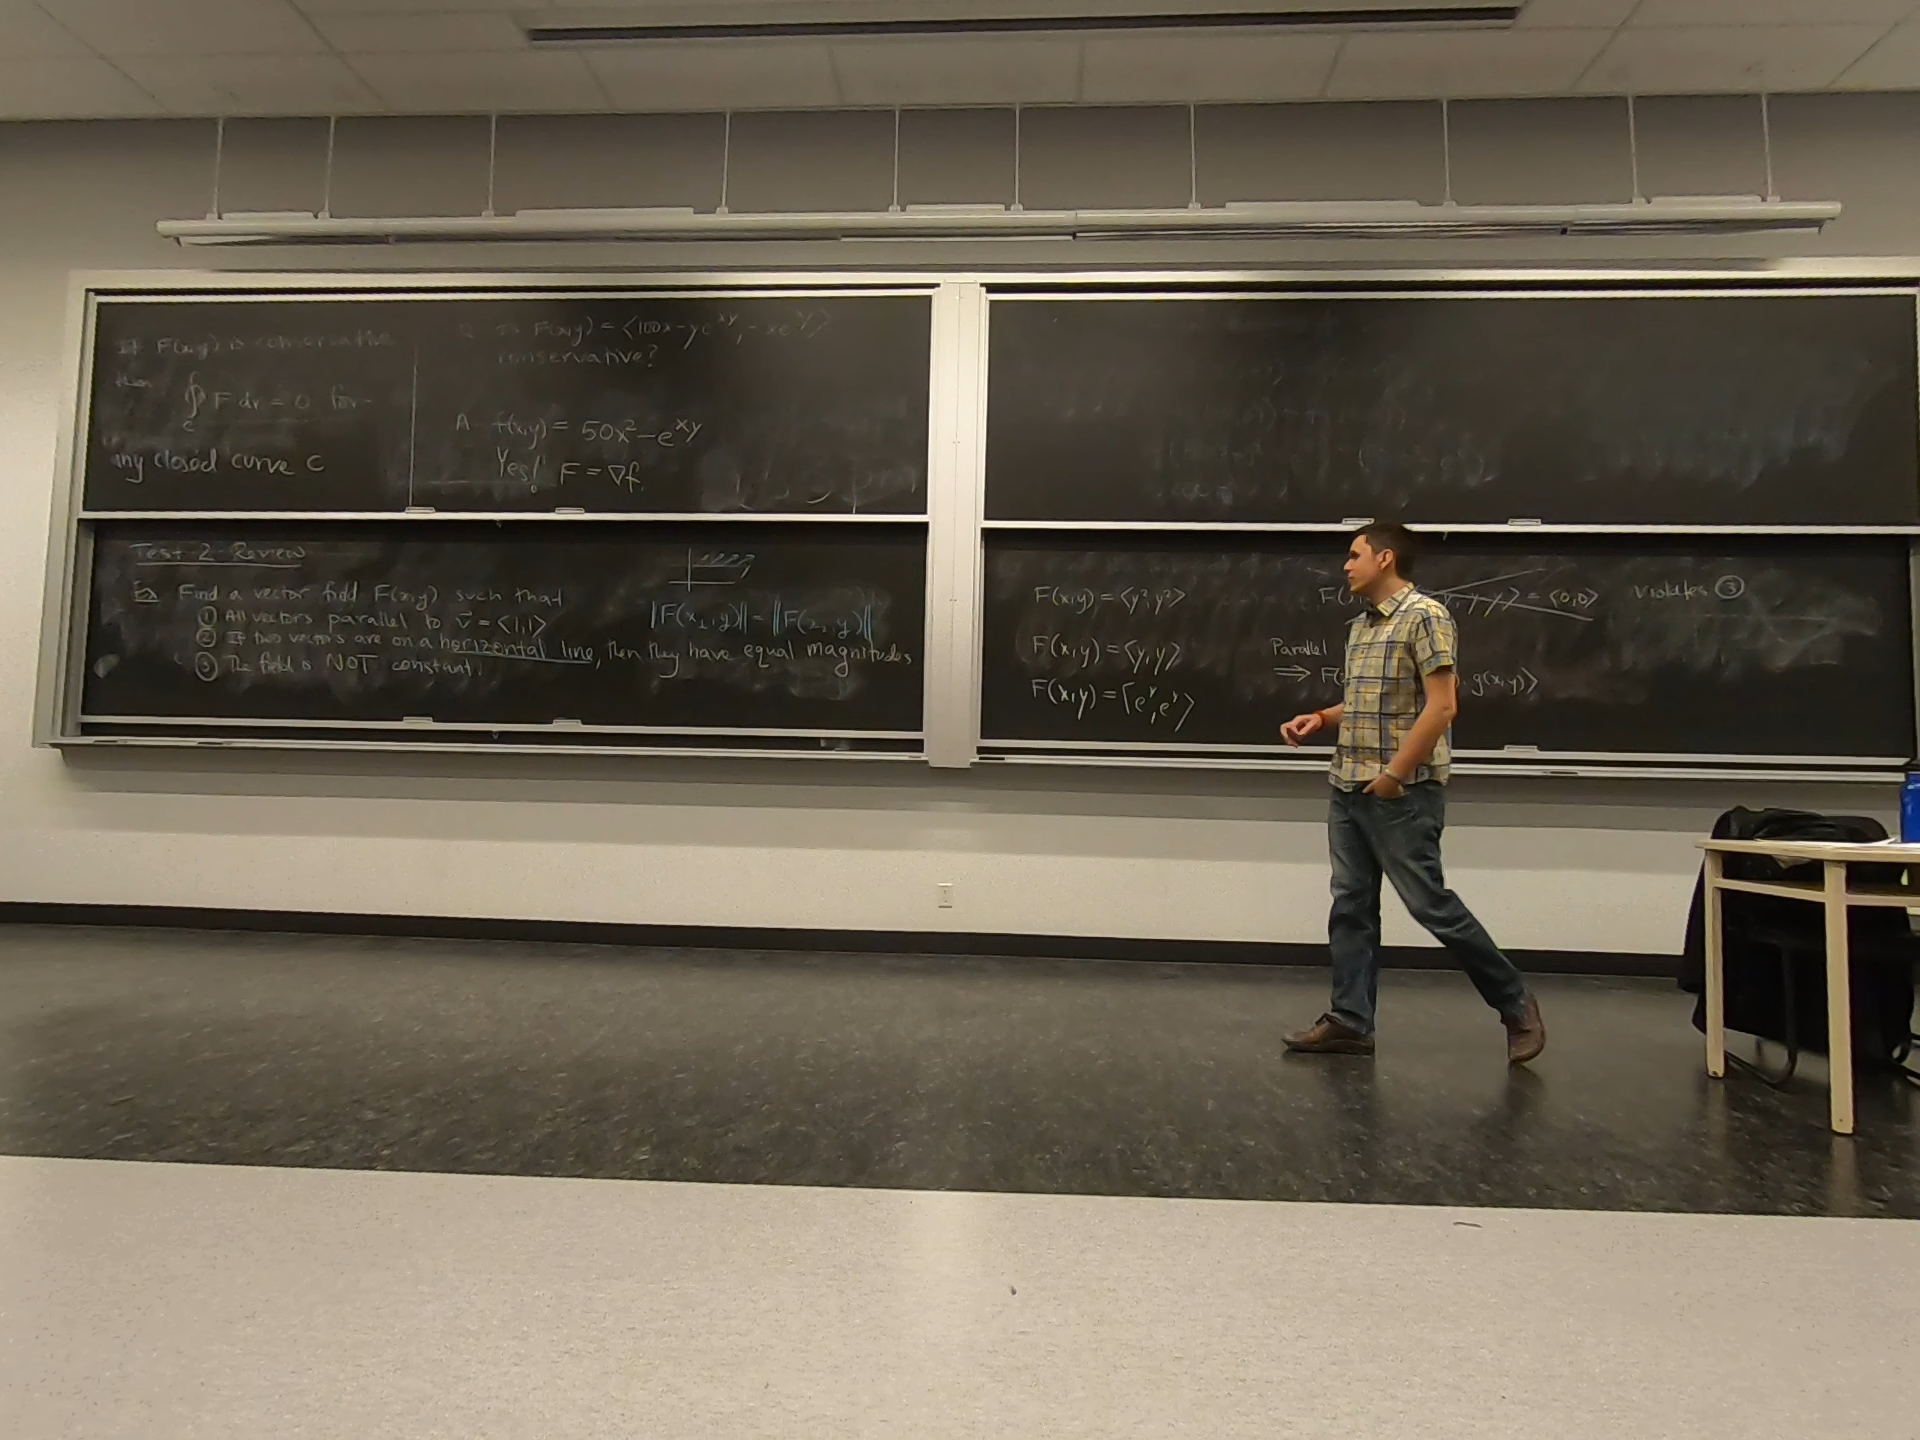 If F(x,y) is conservative
then ∮ F dr = 0 for
c
any closed curve C
Q Is F(x,y) = ⟨100x - ye^xy, -xe^xy⟩
conservative?
A f(x,y) = 50x² - e^xy
Yes! F = ∇f
Test 2 Review
Ex Find a vector field F(x,y) such that
① All vectors parallel to v⃗ = ⟨1,1⟩
② If two vectors are on a horizontal line, then they have equal magnitudes
③ The field is NOT constant.
F(x,y) = ⟨y², y²⟩
F(x,y) = ⟨y, y⟩
F(x,y) = ⟨e^y, e^y⟩
= ⟨0,0⟩ violates ③
Parallel
⟹ F(
g(x,y)⟩